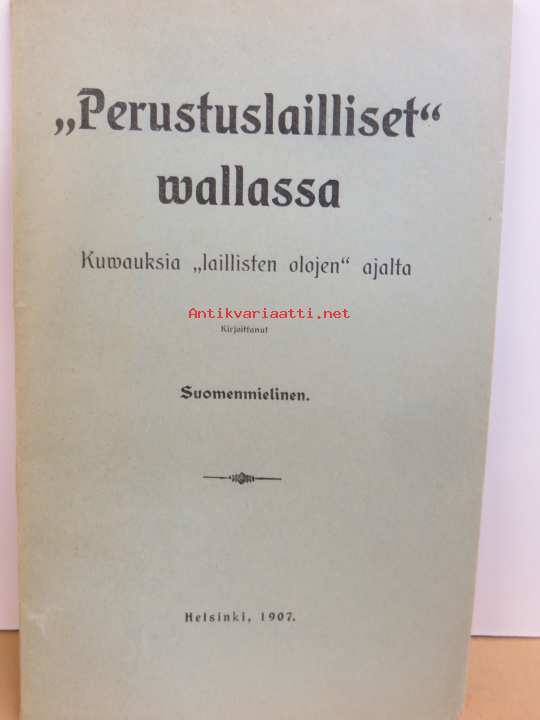 „Perustuslailliset“
wallassa
Kuwauksia „laillisten olojen“ ajalta
Antikvariaatti.net
Kirjoittanut
Suomenmielinen.
Helsinki, 1907.